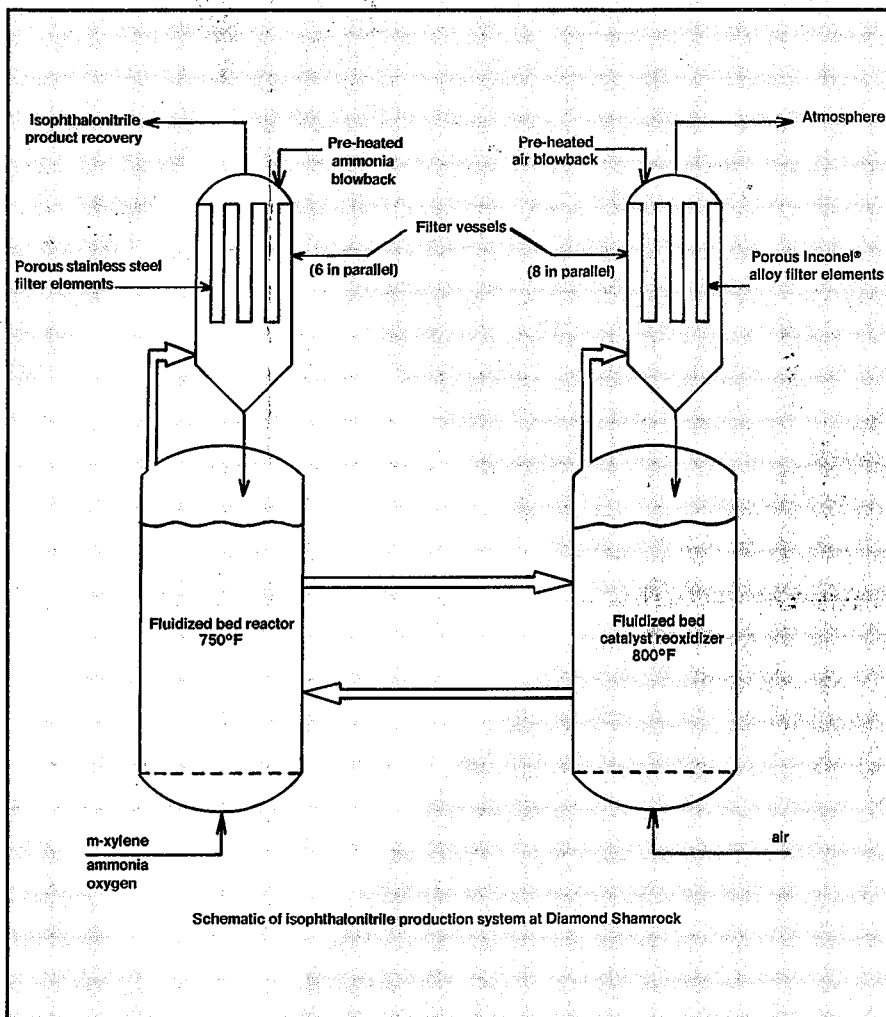 Isophthalonitrile
product recovery
Pre-heated
ammonia
blowback
Pre-heated
air blowback
Atmosphere
Filter vessels
(6 in parallel)
(8 in parallel)
Porous stainless steel
filter elements
Porous Inconel®
alloy filter elements
Fluidized bed reactor
750°F
Fluidized bed
catalyst reoxidizer
800°F
m-xylene
ammonia
oxygen
air
Schematic of isophthalonitrile production system at Diamond Shamrock